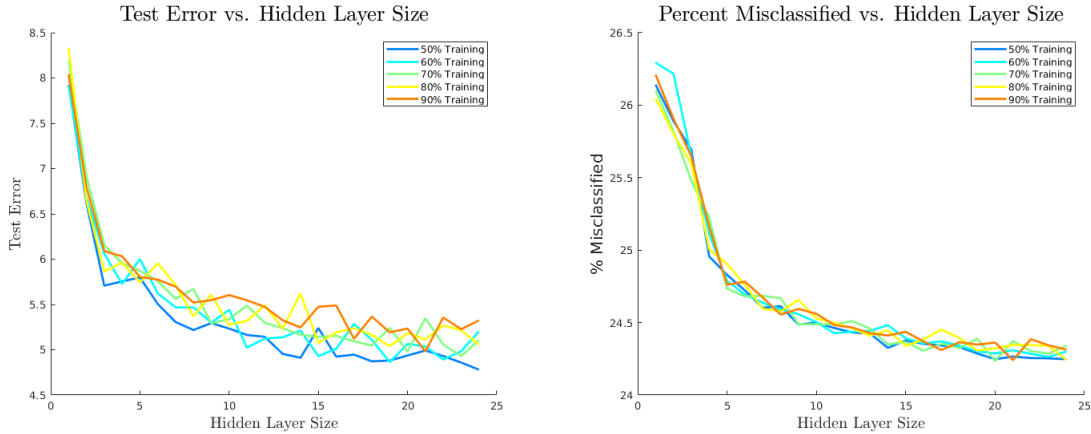 Test Error vs. Hidden Layer Size
8.5
8
7.5
7
6.5
6
5.5
5
4.5
Test Error
0
5
10
15
20
25
Hidden Layer Size
50% Training
60% Training
70% Training
80% Training
90% Training
Percent Misclassified vs. Hidden Layer Size
26.5
26
25.5
25
24.5
24
% Misclassified
0
5
10
15
20
25
Hidden Layer Size
50% Training
60% Training
70% Training
80% Training
90% Training